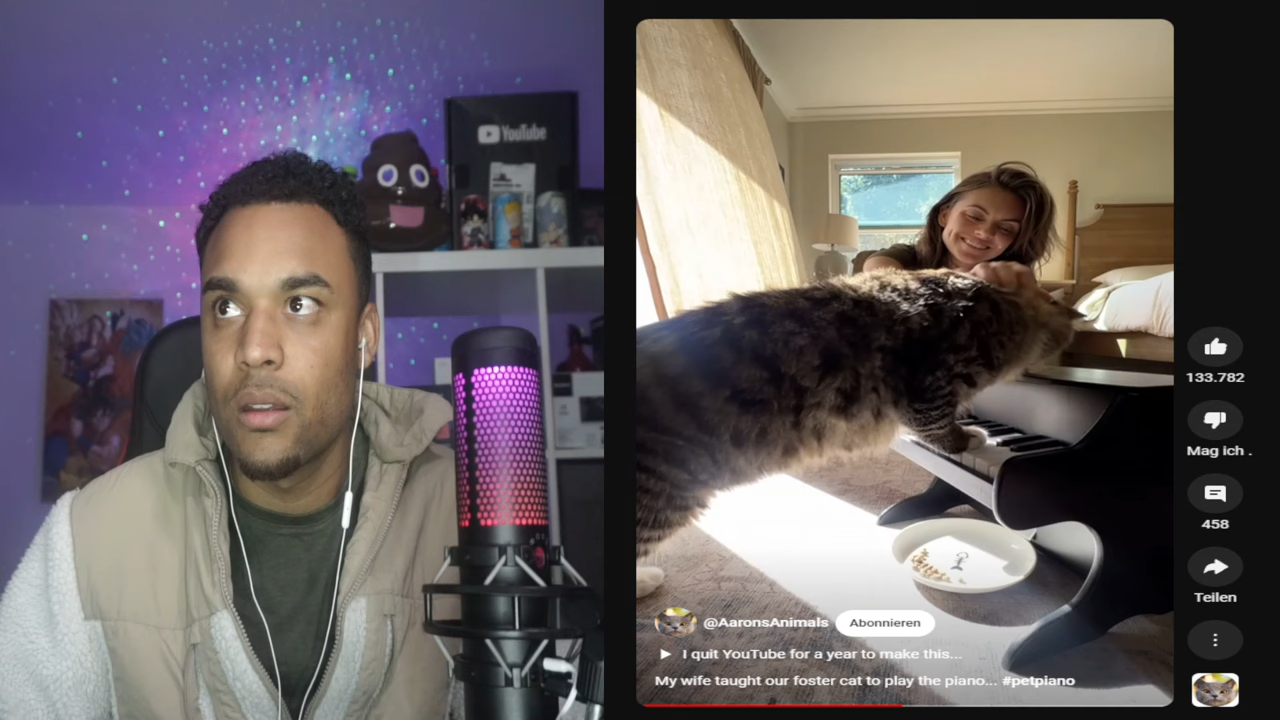 YouTube
133.782
Mag ich .
458
Teilen
@AaronsAnimals
Abonnieren
I quit YouTube for a year to make this...
My wife taught our foster cat to play the piano... #petpiano